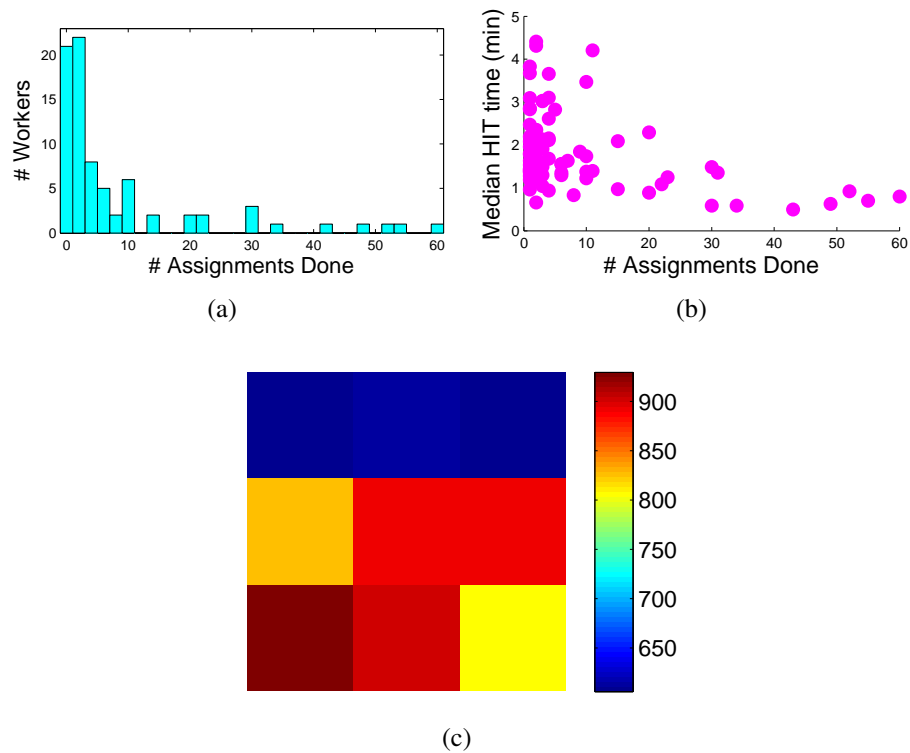 20
15
10
5
0
# Workers
0 10 20 30 40 50 60
# Assignments Done
(a)
5
4
3
2
1
0
Median HIT time (min)
0 10 20 30 40 50 60
# Assignments Done
(b)
900
850
800
750
700
650
(c)